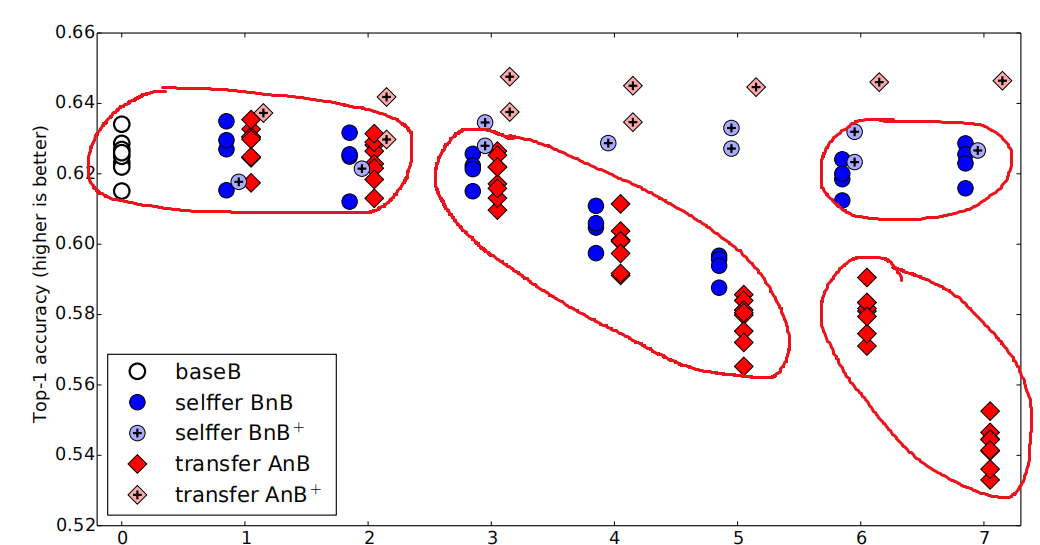 0.66
0.64
0.62
0.60
0.58
0.56
0.54
0.52
Top-1 accuracy (higher is better)
baseB
selffer BnB
selffer BnB+
transfer AnB
transfer AnB+
0 1 2 3 4 5 6 7